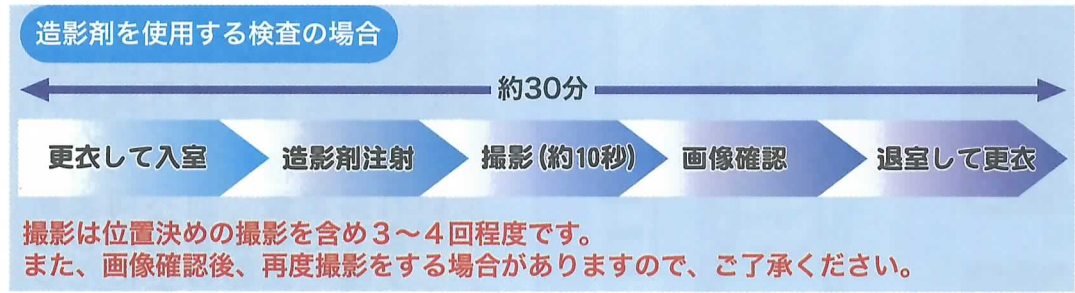 造影剤を使用する検査の場合
約30分
更衣して入室 造影剤注射 撮影(約10秒) 画像確認 退室して更衣
撮影は位置決めの撮影を含め3〜4回程度です。
また、画像確認後、再度撮影をする場合がありますので、ご了承ください。